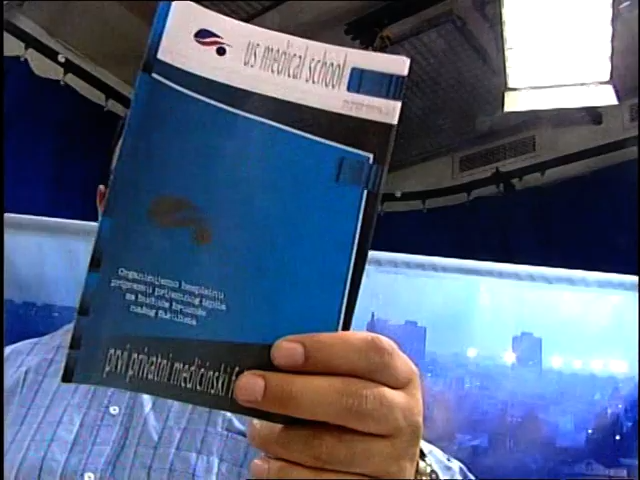 us medical school
Organizujemo besplatnu
pripremu prijemnog ispita
za buduće brucoše
našeg fakulteta
prvi privatni medicinski f